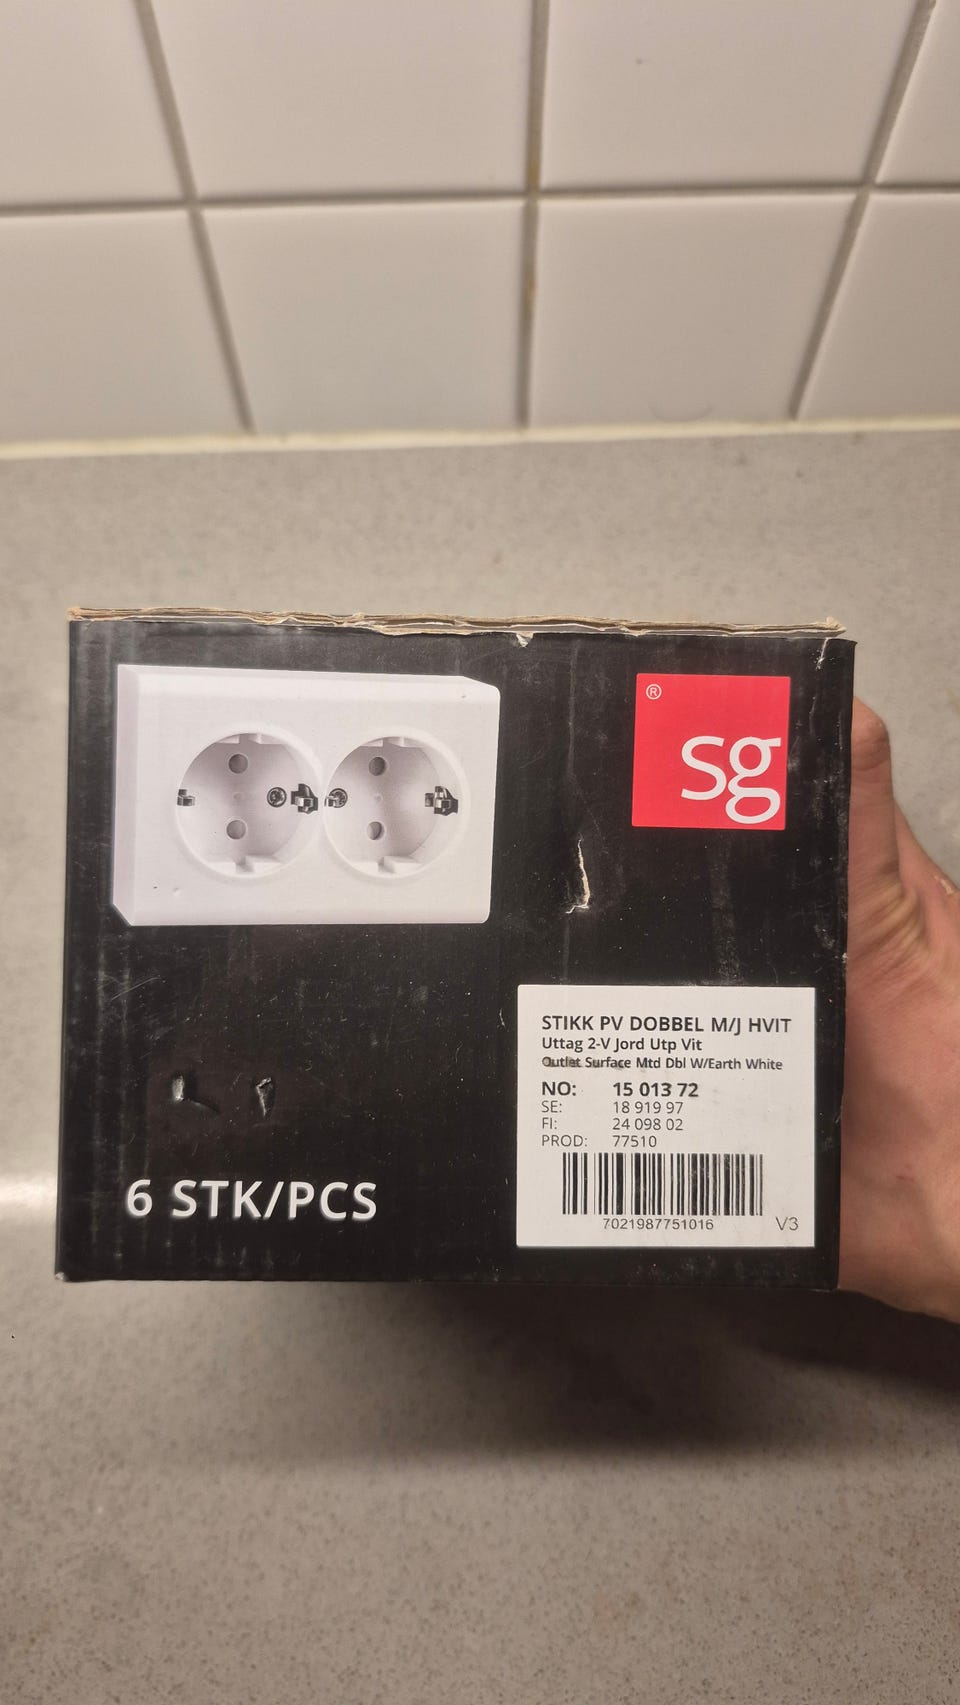 ®
sg
STIKK PV DOBBEL M/J HVIT
Uttag 2-V Jord Utp Vit
Outlet Surface Mtd Dbl W/Earth White
NO: 15 013 72
SE: 18 919 97
FI: 24 098 02
PROD: 77510
7021987751016
V3
6 STK/PCS